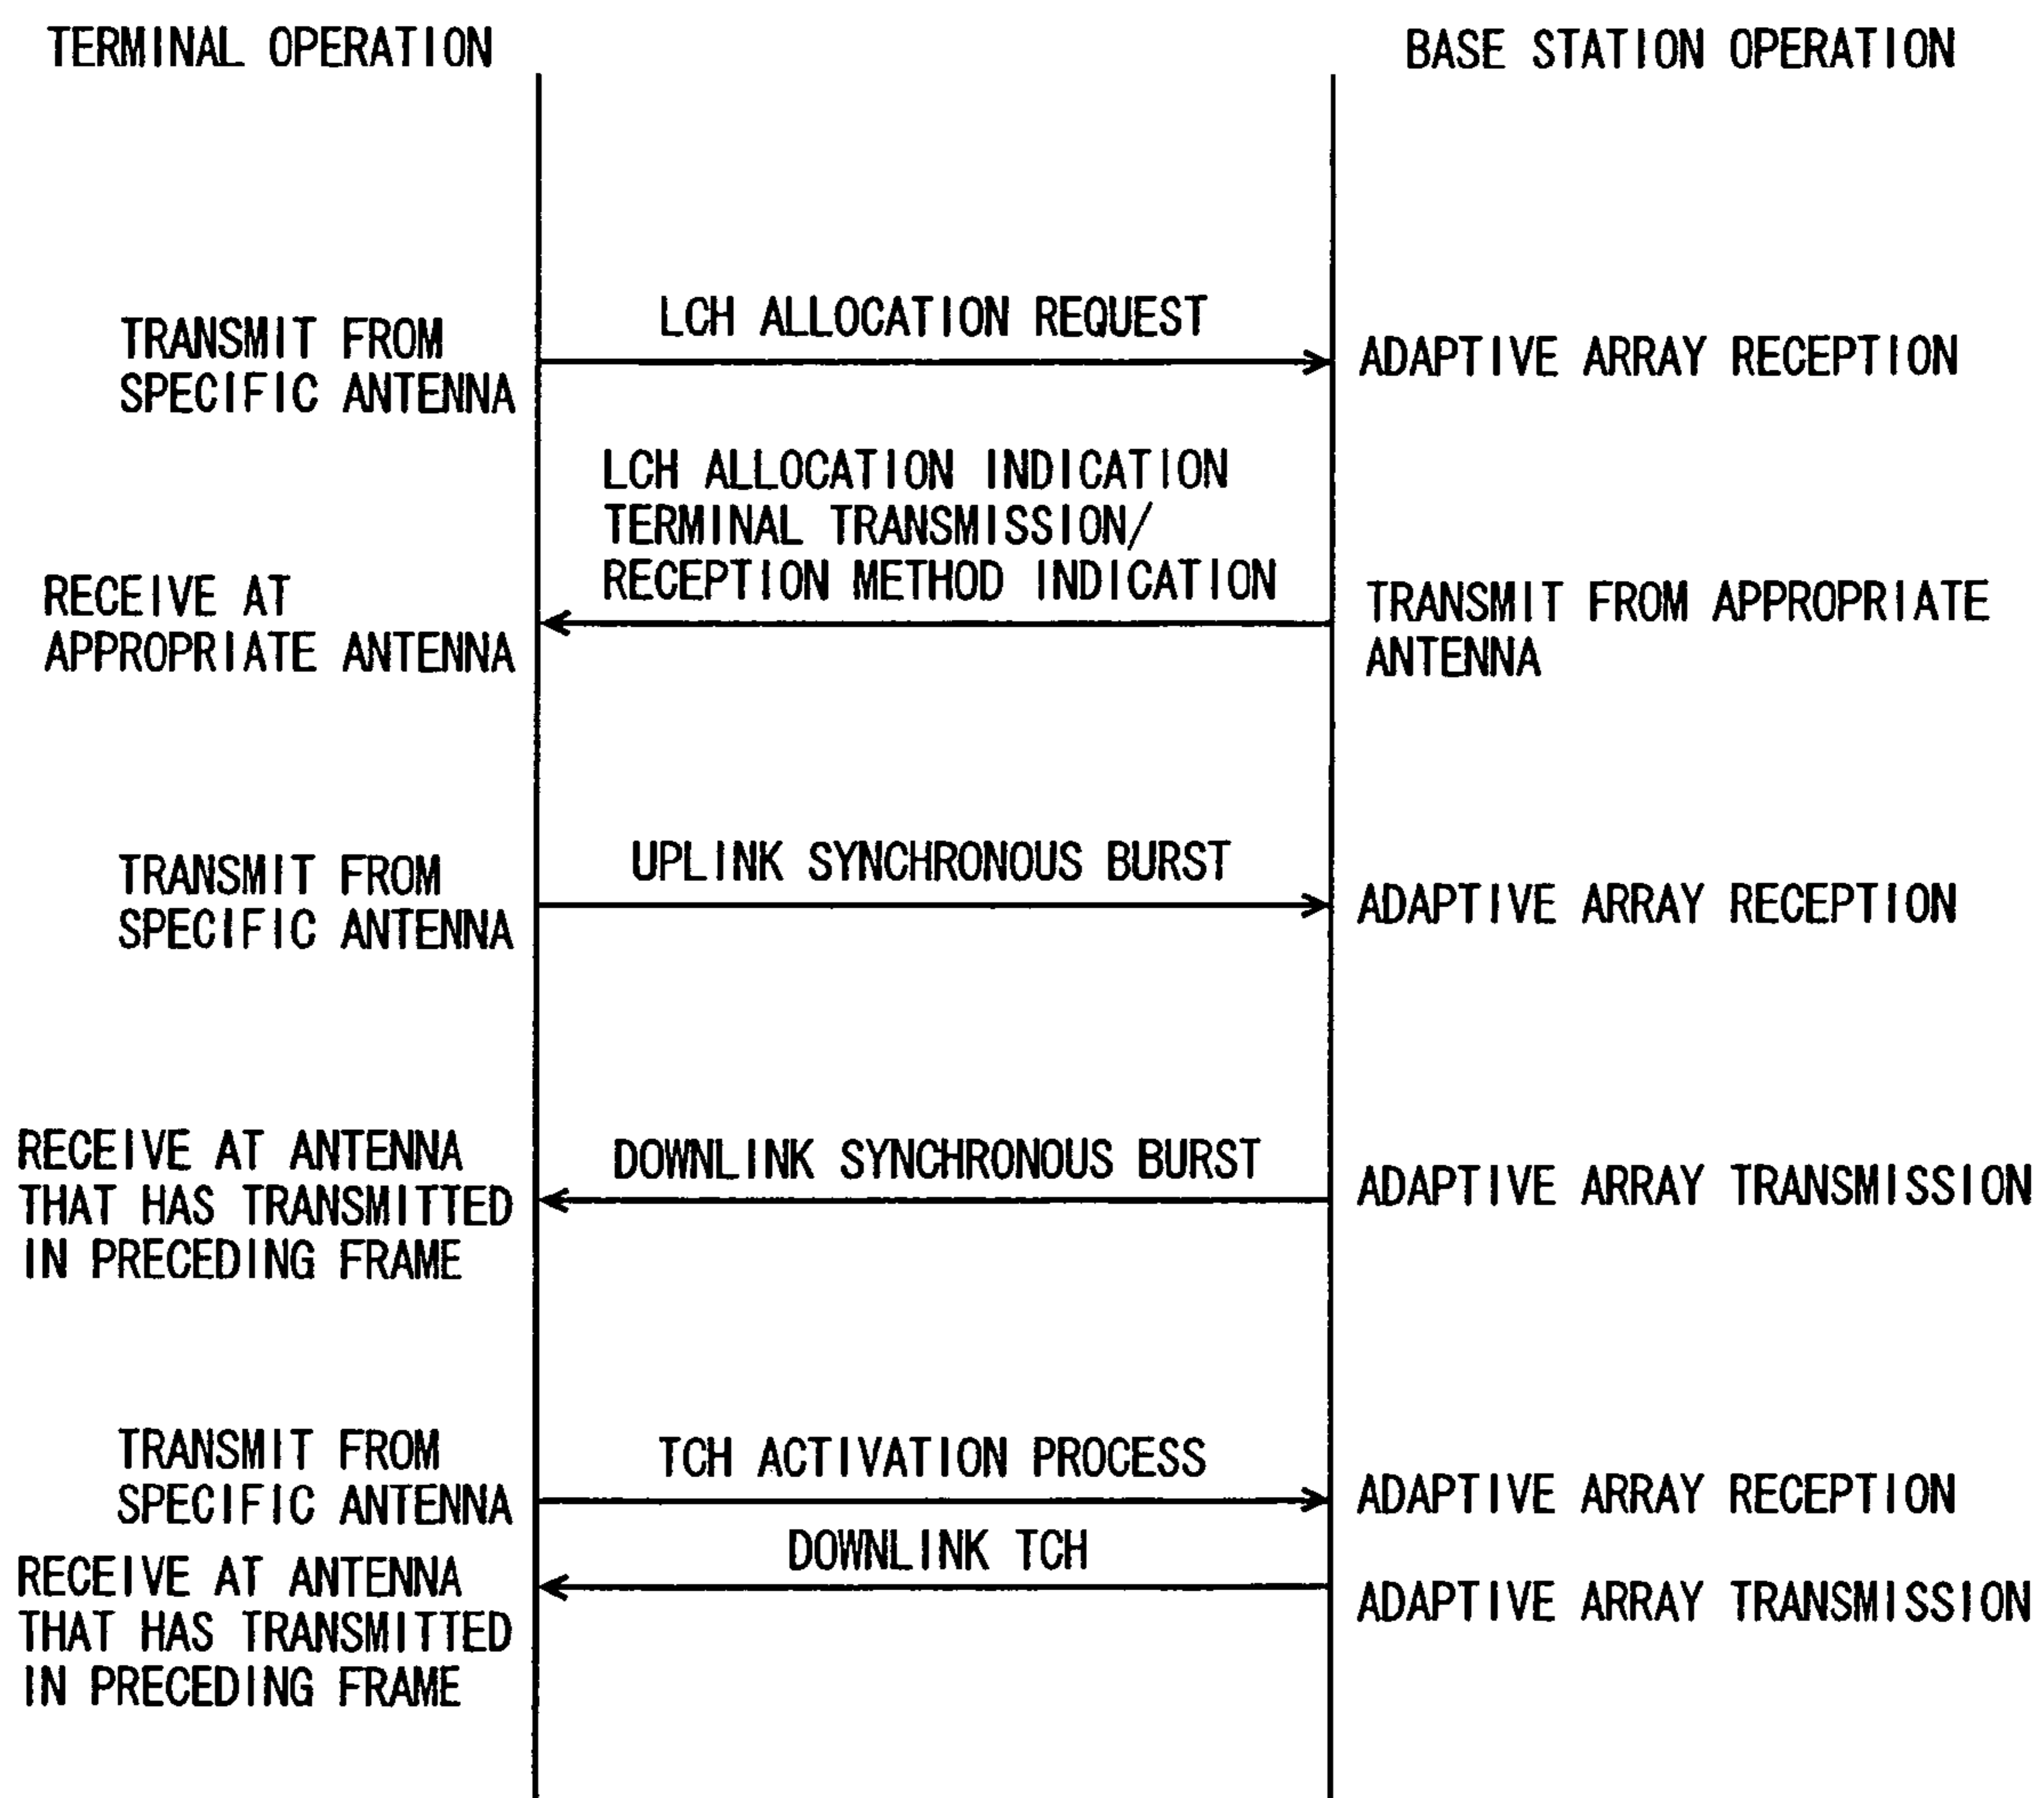 TERMINAL OPERATION
BASE STATION OPERATION
LCH ALLOCATION REQUEST
TRANSMIT FROM
SPECIFIC ANTENNA
ADAPTIVE ARRAY RECEPTION
LCH ALLOCATION INDICATION
TERMINAL TRANSMISSION/
RECEPTION METHOD INDICATION
RECEIVE AT
APPROPRIATE ANTENNA
TRANSMIT FROM APPROPRIATE
ANTENNA
UPLINK SYNCHRONOUS BURST
TRANSMIT FROM
SPECIFIC ANTENNA
ADAPTIVE ARRAY RECEPTION
DOWNLINK SYNCHRONOUS BURST
RECEIVE AT ANTENNA
THAT HAS TRANSMITTED
IN PRECEDING FRAME
ADAPTIVE ARRAY TRANSMISSION
TCH ACTIVATION PROCESS
TRANSMIT FROM
SPECIFIC ANTENNA
ADAPTIVE ARRAY RECEPTION
DOWNLINK TCH
RECEIVE AT ANTENNA
THAT HAS TRANSMITTED
IN PRECEDING FRAME
ADAPTIVE ARRAY TRANSMISSION